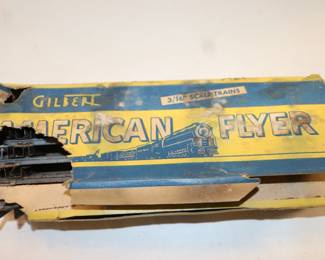 GILBERT
3/16" SCALE TRAINS
AMERICAN FLYER